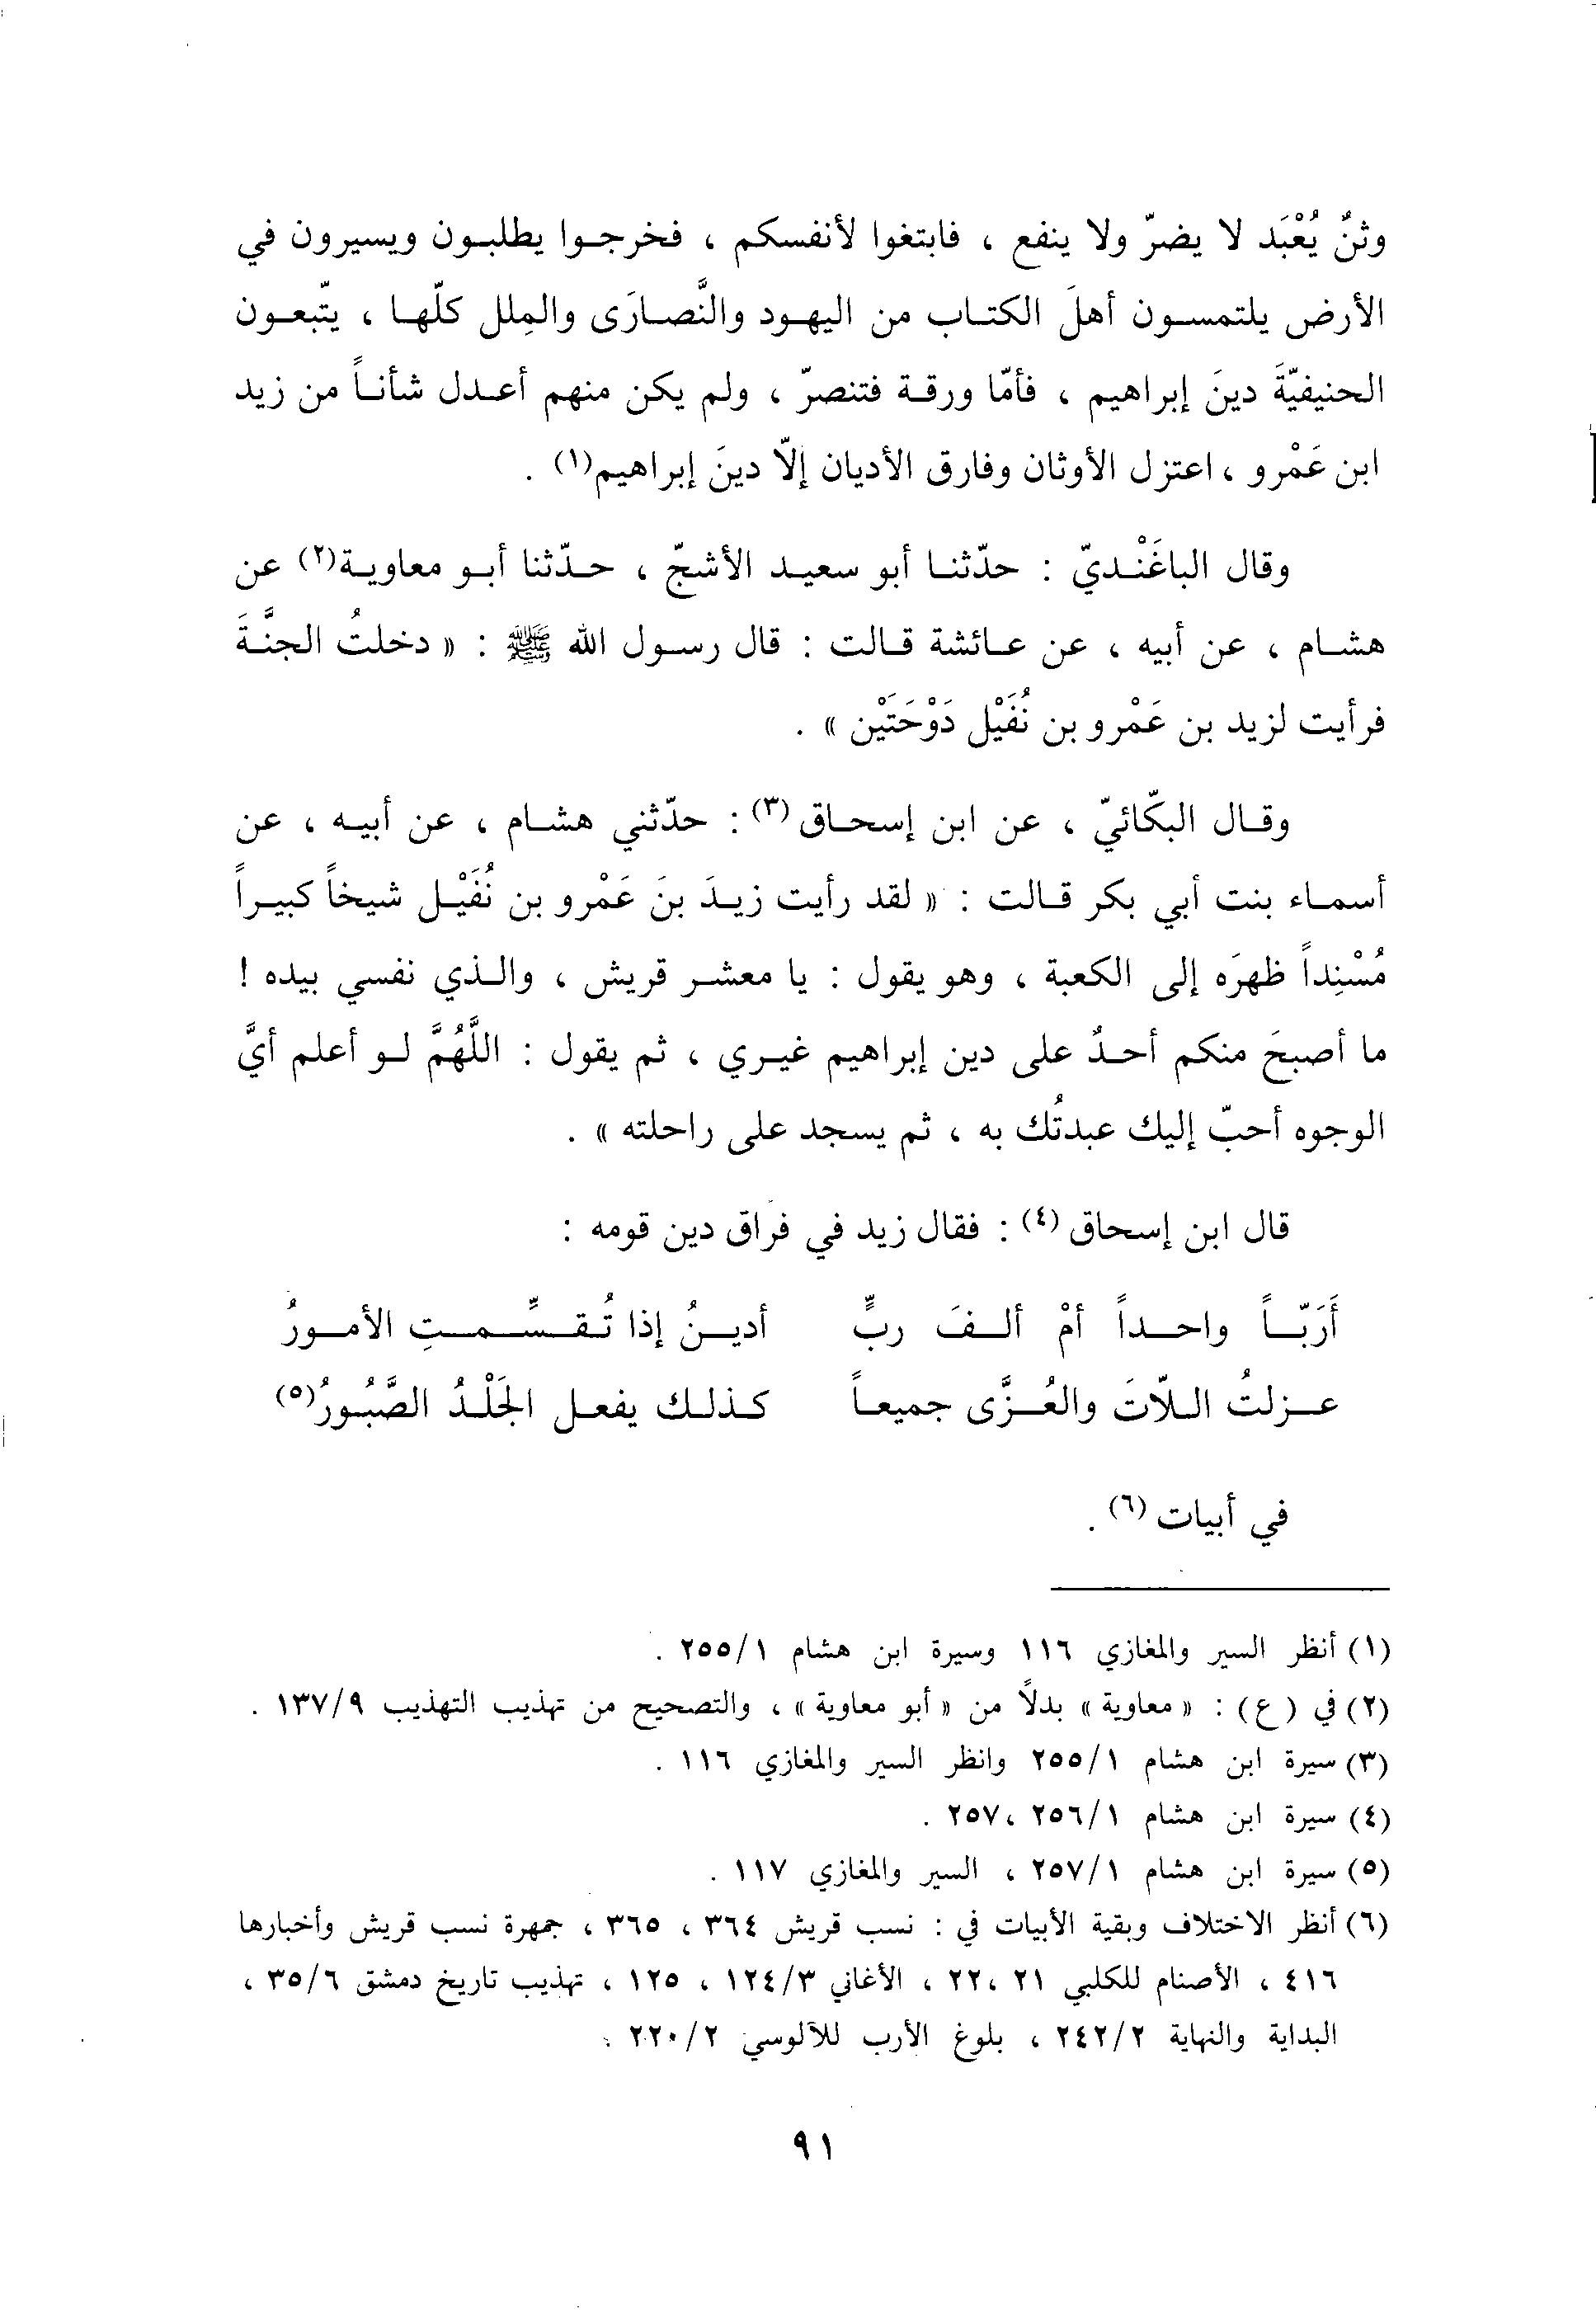 وثنٌ يُعْبَد لا يضرّ ولا ينفع ، فابتغوا لأنفسكم ، فخرجوا يطلبون ويسيرون في
الأرض يلتمسون أهلَ الكتاب من اليهود والنَّصارَى والمِلل كلّها ، يتّبعون
الحنيفيّةَ دينَ إبراهيم ، فأمّا ورقة فتنصرّ ، ولم يكن منهم أعدل شأناً من زيد
ابن عَمْرو ، اعتزل الأوثان وفارق الأديان إلاّ دينَ إبراهيم(١) .
وقال الباغَنْديّ : حدّثنا أبو سعيد الأشجّ ، حدّثنا أبو معاوية(٢) عن
هشام ، عن أبيه ، عن عائشة قالت : قال رسول الله ﷺ : « دخلتُ الجنَّةَ
فرأيت لزيد بن عَمْرو بن نُفَيْل دَوْحَتَيْن » .
وقال البكّائيّ ، عن ابن إسحاق (٣) : حدّثني هشام ، عن أبيه ، عن
أسماء بنت أبي بكر قالت : « لقد رأيت زيدَ بنَ عَمْرو بن نُفَيْل شيخاً كبيراً
مُسْنِداً ظهرَه إلى الكعبة ، وهو يقول : يا معشر قريش ، والذي نفسي بيده !
ما أصبحَ منكم أحدٌ على دين إبراهيم غيري ، ثم يقول : اللَّهُمَّ لو أعلم أيَّ
الوجوه أحبّ إليك عبدتُك به ، ثم يسجد على راحلته » .
قال ابن إسحاق (٤) : فقال زيد في فراق دين قومه :
أَرَبّاً واحداً أمْ ألفَ ربٍّ أدينُ إذا تُقسِّمتِ الأمورُ
عزلتُ اللاّتَ والعُزَّى جميعاً كذلك يفعل الجَلْدُ الصَّبُورُ(٥)
في أبيات (٦) .
(١) أنظر السير والمغازي ١١٦ وسيرة ابن هشام ٢٥٥/١ .
(٢) في ( ع ) : « معاوية » بدلاً من « أبو معاوية » ، والتصحيح من تهذيب التهذيب ١٣٧/٩ .
(٣) سيرة ابن هشام ٢٥٥/١ وانظر السير والمغازي ١١٦ .
(٤) سيرة ابن هشام ٢٥٦/١ ،٢٥٧ .
(٥) سيرة ابن هشام ٢٥٧/١ ، السير والمغازي ١١٧ .
(٦) أنظر الاختلاف وبقية الأبيات في : نسب قريش ٣٦٤ ، ٣٦٥ ، جمهرة نسب قريش وأخبارها
٤١٦ ، الأصنام للكلبي ٢١ ،٢٢ ، الأغاني ١٢٤/٣ ، ١٢٥ ، تهذيب تاريخ دمشق ٣٥/٦ ،
البداية والنهاية ٢٤٢/٢ ، بلوغ الأرب للآلوسي ٢٢٠/٢ .
٩١